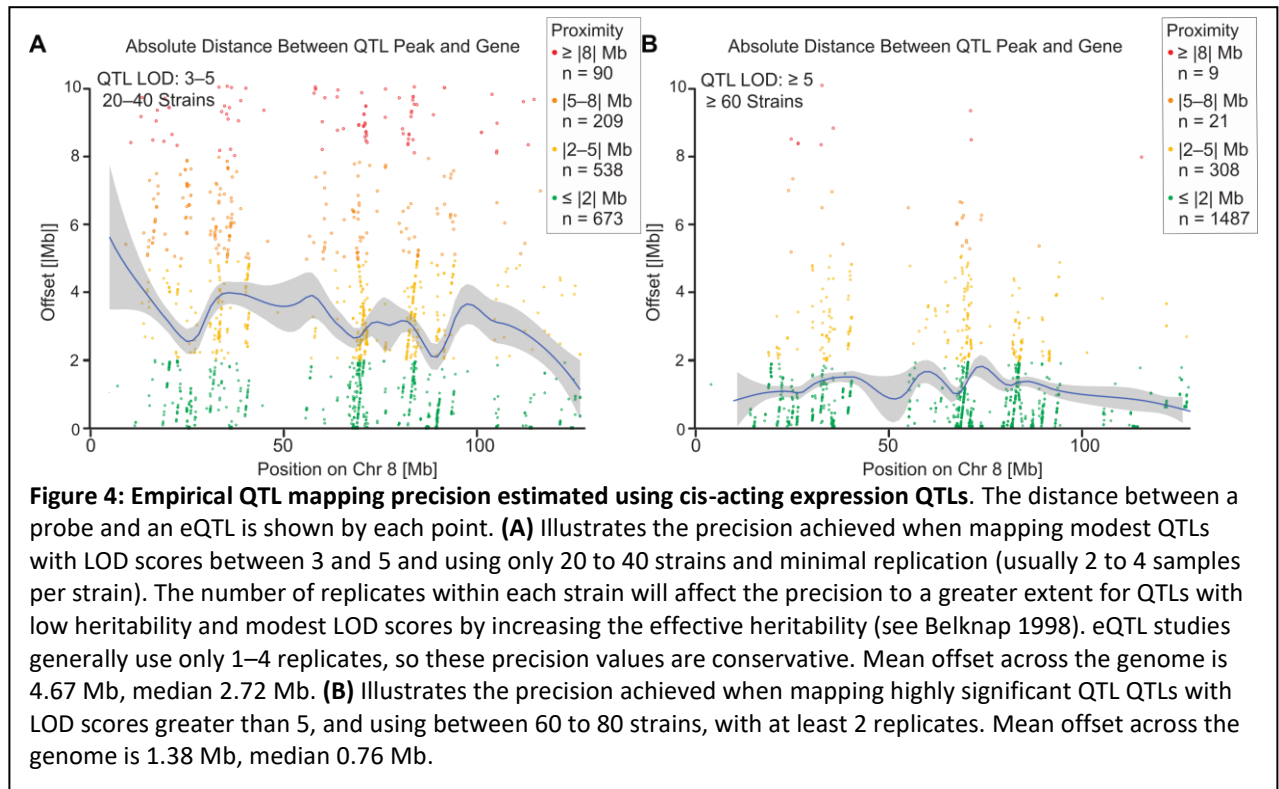 A
Absolute Distance Between QTL Peak and Gene
QTL LOD: 3–5
20–40 Strains
Proximity
≥ |8| Mb
n = 90
|5–8| Mb
n = 209
|2–5| Mb
n = 538
≤ |2| Mb
n = 673
Offset [|Mb|]
10
8
6
4
2
0
0
50
100
Position on Chr 8 [Mb]
B
Absolute Distance Between QTL Peak and Gene
QTL LOD: ≥ 5
≥ 60 Strains
Proximity
≥ |8| Mb
n = 9
|5–8| Mb
n = 21
|2–5| Mb
n = 308
≤ |2| Mb
n = 1487
Offset [|Mb|]
10
8
6
4
2
0
0
50
100
Position on Chr 8 [Mb]
Figure 4: Empirical QTL mapping precision estimated using cis-acting expression QTLs. The distance between a
probe and an eQTL is shown by each point. (A) Illustrates the precision achieved when mapping modest QTLs
with LOD scores between 3 and 5 and using only 20 to 40 strains and minimal replication (usually 2 to 4 samples
per strain). The number of replicates within each strain will affect the precision to a greater extent for QTLs with
low heritability and modest LOD scores by increasing the effective heritability (see Belknap 1998). eQTL studies
generally use only 1–4 replicates, so these precision values are conservative. Mean offset across the genome is
4.67 Mb, median 2.72 Mb. (B) Illustrates the precision achieved when mapping highly significant QTL QTLs with
LOD scores greater than 5, and using between 60 to 80 strains, with at least 2 replicates. Mean offset across the
genome is 1.38 Mb, median 0.76 Mb.